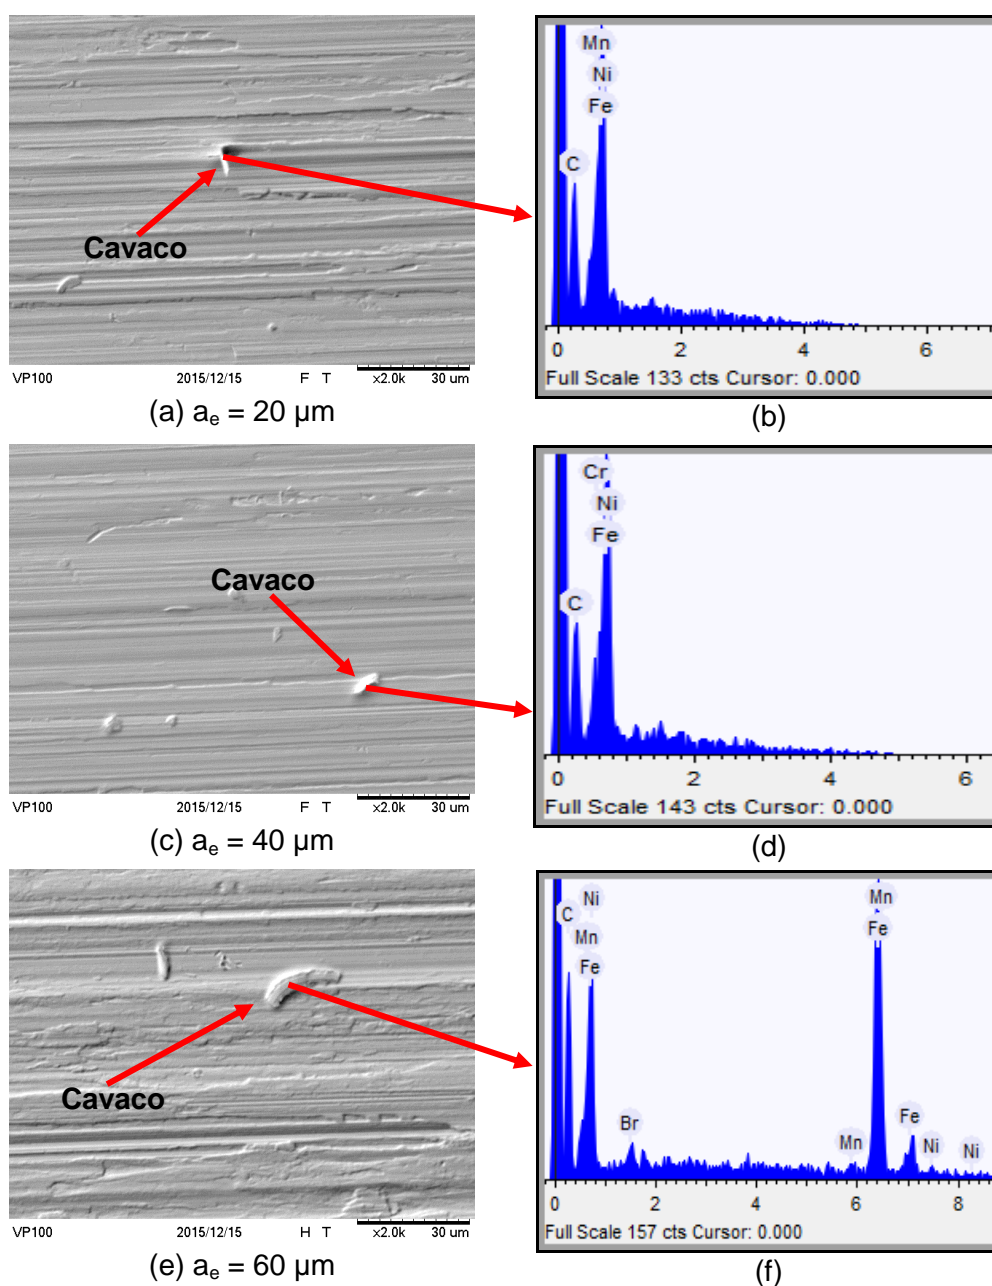 Cavaco
VP100 2015/12/15 F T x2.0k 30 um
(a) ae = 20 µm
Mn
Ni
Fe
C
0 2 4 6
Full Scale 133 cts Cursor: 0.000
(b)
Cavaco
VP100 2015/12/15 F T x2.0k 30 um
(c) ae = 40 µm
Cr
Ni
Fe
C
0 2 4 6
Full Scale 143 cts Cursor: 0.000
(d)
Cavaco
VP100 2015/12/15 H T x2.0k 30 um
(e) ae = 60 µm
Ni Mn
C
Mn Fe
Fe
Br Mn Fe Ni Ni
0 2 4 6 8
Full Scale 157 cts Cursor: 0.000
(f)